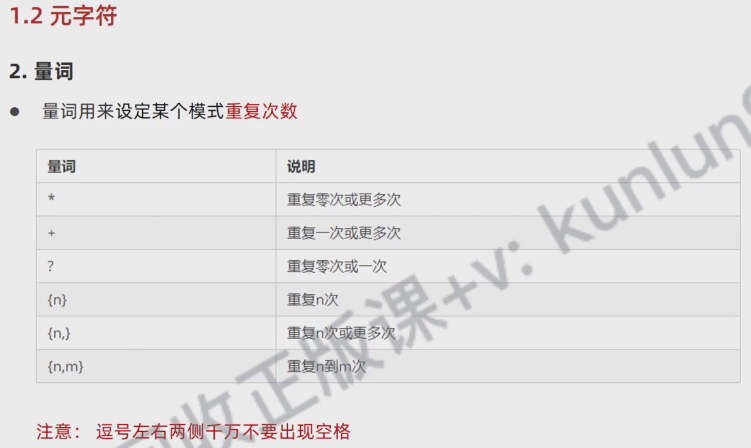 1.2 元字符
2. 量词
● 量词用来设定某个模式重复次数
量词 说明
* 重复零次或更多次
+ 重复一次或更多次
? 重复零次或一次
{n} 重复n次
{n,} 重复n次或更多次
{n,m} 重复n到m次
注意： 逗号左右两侧千万不要出现空格
收正版课+v: kunlun